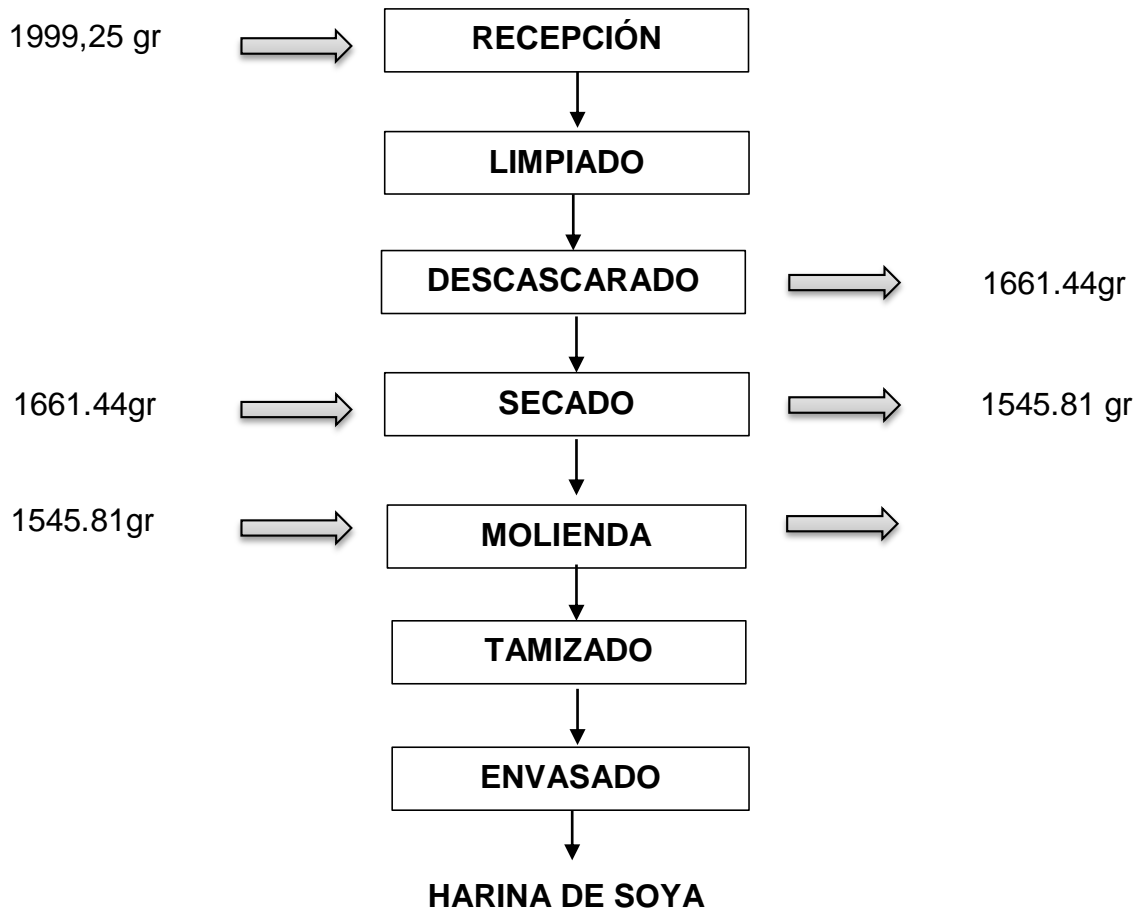 1999,25 gr
RECEPCIÓN
LIMPIADO
DESCASCARADO
1661.44gr
1661.44gr
SECADO
1545.81 gr
1545.81gr
MOLIENDA
TAMIZADO
ENVASADO
HARINA DE SOYA